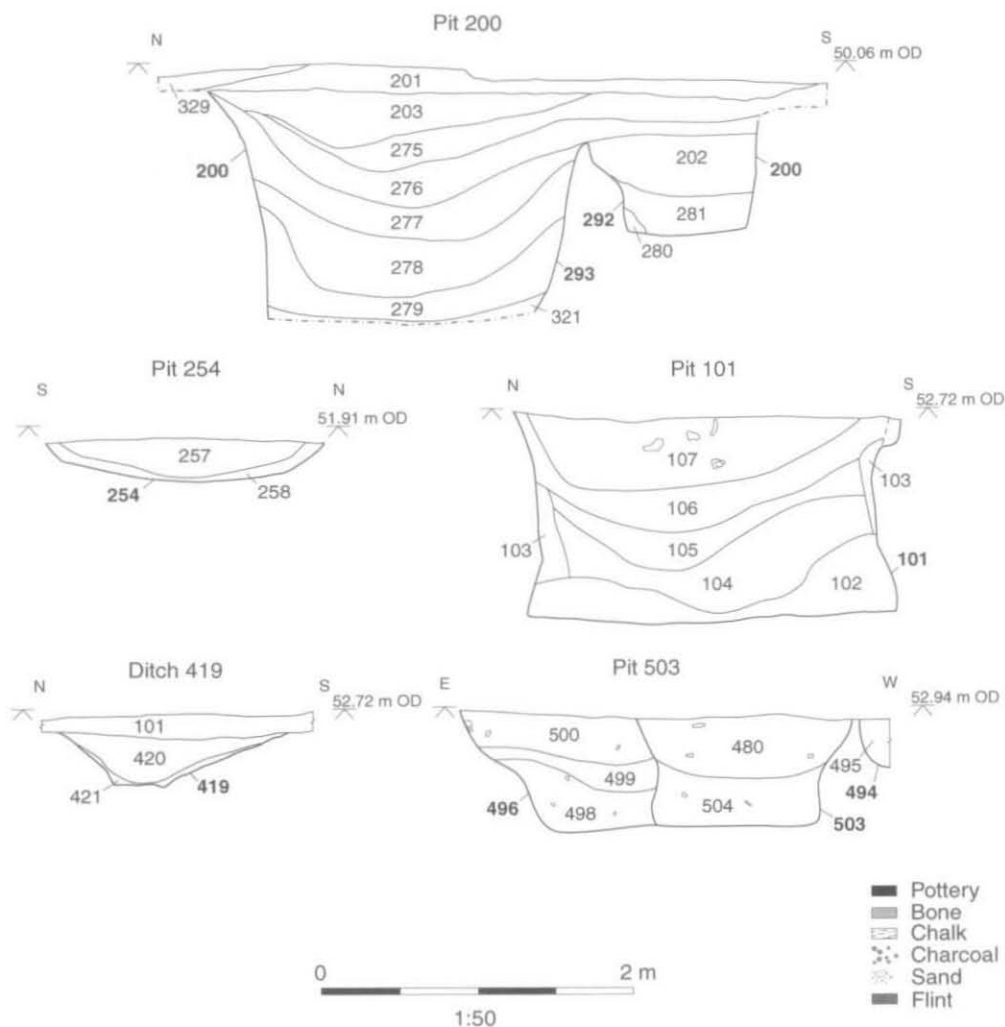 Pit 200
N
S
50.06 m OD
201
329
203
275
200
202
200
276
292
281
277
280
278
293
279
321
Pit 254
S
N
51.91 m OD
257
254
258
Pit 101
N
S
52.72 m OD
107
103
106
105
103
101
104
102
Ditch 419
N
S
52.72 m OD
101
420
421
419
Pit 503
E
W
52.94 m OD
500
480
499
495
494
496
498
504
503
Pottery
Bone
Chalk
Charcoal
Sand
Flint
0
2 m
1:50